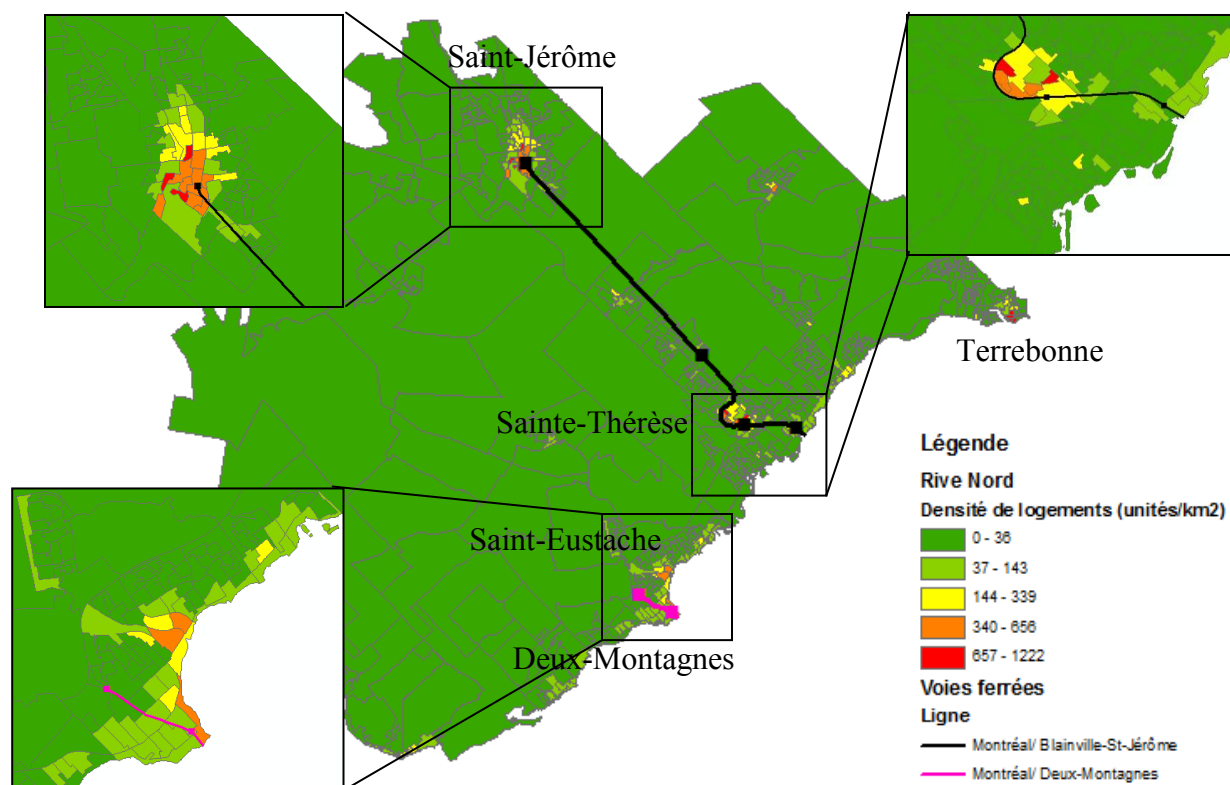 Saint-Jérôme
Terrebonne
Sainte-Thérèse
Saint-Eustache
Deux-Montagnes
Légende
Rive Nord
Densité de logements (unités/km2)
0 - 36
37 - 143
144 - 339
340 - 656
657 - 1222
Voies ferrées
Ligne
Montréal/ Blainville-St-Jérôme
Montréal/ Deux-Montagnes